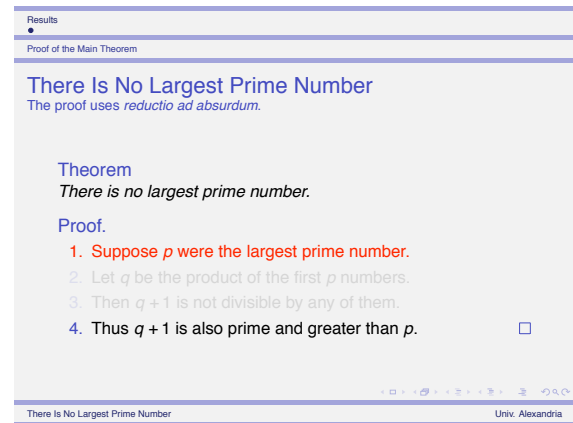 Results
Proof of the Main Theorem
There Is No Largest Prime Number
The proof uses reductio ad absurdum.
Theorem
There is no largest prime number.
Proof.
1. Suppose p were the largest prime number.
2. Let q be the product of the first p numbers.
3. Then q + 1 is not divisible by any of them.
4. Thus q + 1 is also prime and greater than p.
There Is No Largest Prime Number Univ. Alexandria